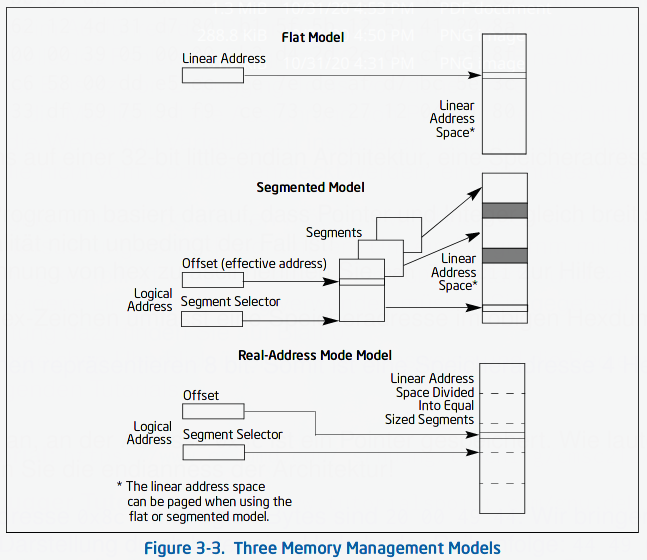 Flat Model
Linear Address
Linear
Address
Space*
Segmented Model
Segments
Offset (effective address)
Logical
Address
Segment Selector
Linear
Address
Space*
Real-Address Mode Model
Linear Address
Space Divided
Into Equal
Sized Segments
Offset
Logical
Address
Segment Selector
* The linear address space
can be paged when using the
flat or segmented model.
Figure 3-3. Three Memory Management Models